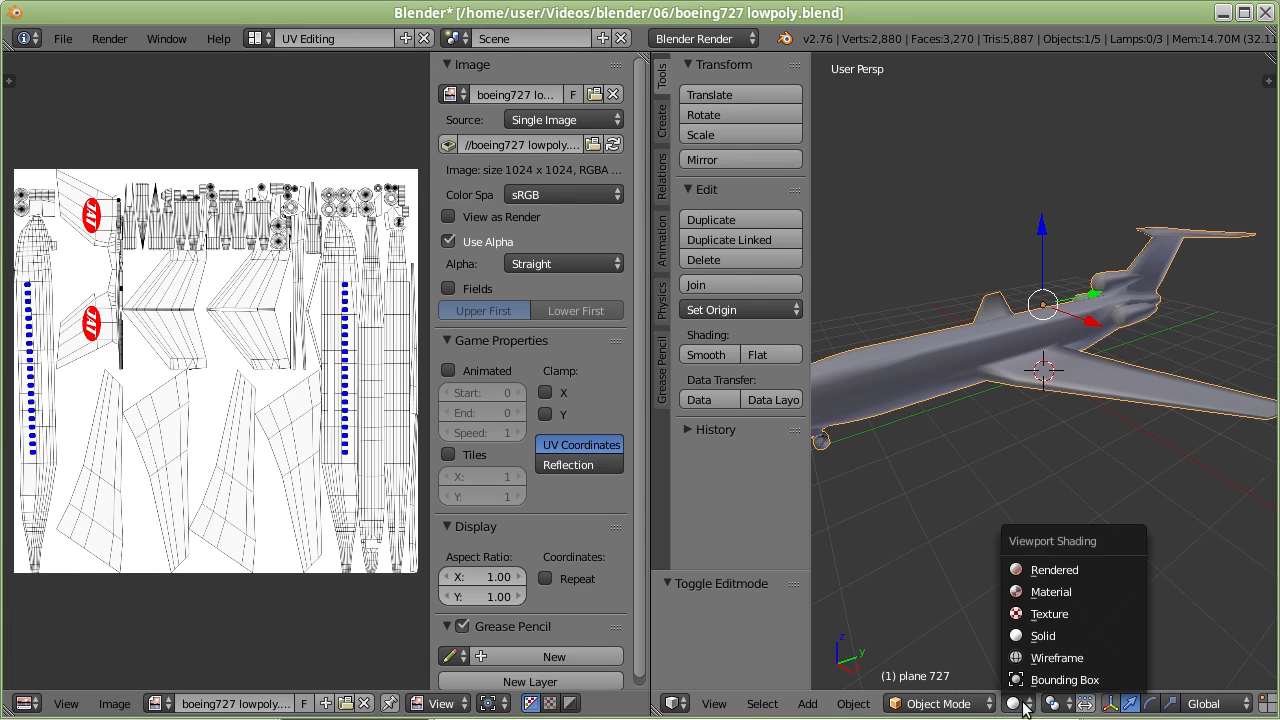 Blender* [/home/user/Videos/blender/06/boeing727 lowpoly.blend]
File Render Window Help UV Editing Scene Blender Render v2.76 | Verts:2,880 | Faces:3,270 | Tris:5,887 | Objects:1/5 | Lamps:0/3 | Mem:14.70M (32.1
Image
boeing727 lo... F
Source: Single Image
//boeing727 lowpoly....
Image: size 1024 x 1024, RGBA ...
Color Spa sRGB
View as Render
Use Alpha
Alpha: Straight
Fields
Upper First Lower First
Game Properties
Animated Clamp:
Start: 0 X
End: 0 Y
Speed: 1
Tiles UV Coordinates
Reflection
X: 1
Y: 1
Display
Aspect Ratio: Coordinates:
X: 1.00 Repeat
Y: 1.00
Grease Pencil
New
New Layer
TAT
TAT
Tools
Create
Relations
Animation
Physics
Grease Pencil
Transform
Translate
Rotate
Scale
Mirror
Edit
Duplicate
Duplicate Linked
Delete
Join
Set Origin
Shading:
Smooth Flat
Data Transfer:
Data Data Layo
History
Toggle Editmode
User Persp
z
y
(1) plane 727
Viewport Shading
Rendered
Material
Texture
Solid
Wireframe
Bounding Box
View Image boeing727 lowpoly.... F View
View Select Add Object Object Mode Global